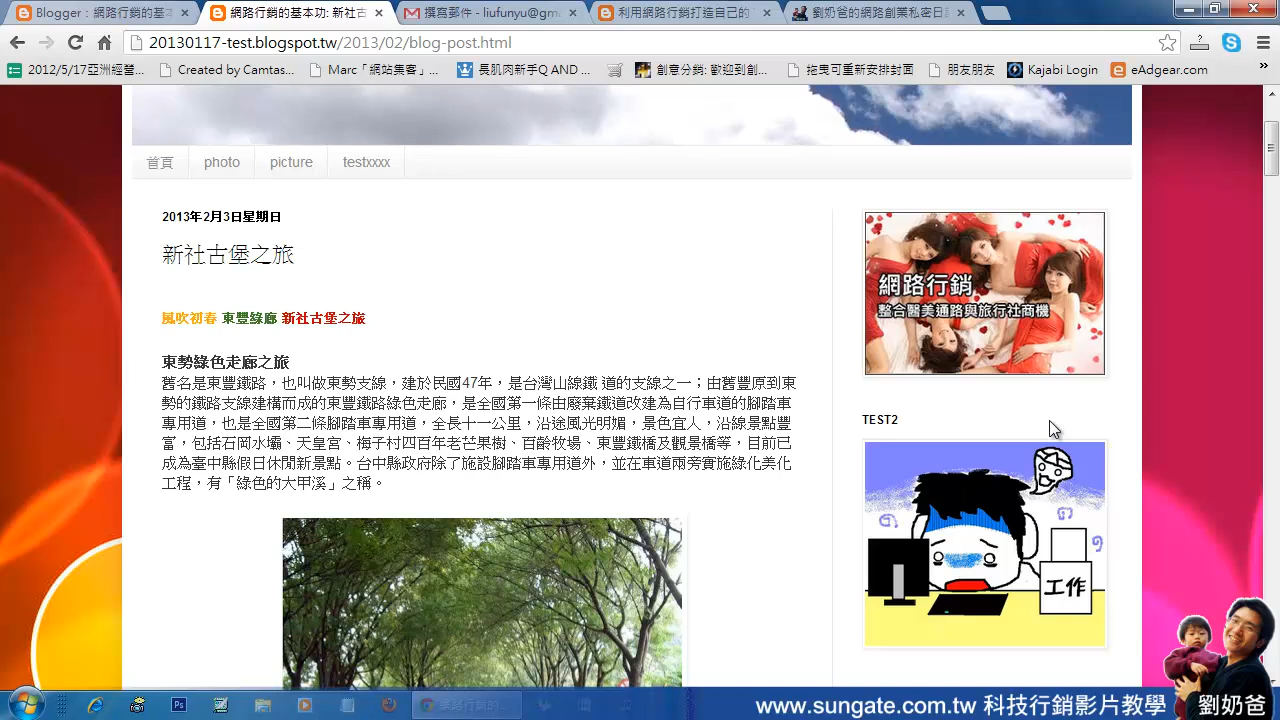 Blogger：網路行銷的基本
網路行銷的基本功: 新社古
撰寫郵件 - liufunyu@gm
利用網路行銷打造自己的
劉奶爸的網路創業私密日記
20130117-test.blogspot.tw/2013/02/blog-post.html
2012/5/17亞洲經營...
Created by Camtas...
Marc「網站集客」...
長肌肉新手Q AND...
創意分銷: 歡迎到創...
拖曳可重新安排封面
朋友朋友
Kajabi Login
eAdgear.com
首頁
photo
picture
testxxxx
2013年2月3日星期日
新社古堡之旅
風吹初春 東豐綠廊 新社古堡之旅
東勢綠色走廊之旅
舊名是東豐鐵路，也叫做東勢支線，建於民國47年，是台灣山線鐵 道的支線之一；由舊豐原到東
勢的鐵路支線建構而成的東豐鐵路綠色走廊，是全國第一條由廢棄鐵道改建為自行車道的腳踏車
專用道，也是全國第二條腳踏車專用道，全長十一公里，沿途風光明媚，景色宜人，沿線景點豐
富，包括石岡水壩、天皇宮、海子村四百年老芒果樹、百齡牧場、東豐鐵橋及觀景橋等，目前已
成為臺中縣假日休閒新景點。台中縣政府除了施設腳踏車專用道外，並在車道兩旁實施綠化美化
工程，有「綠色的大甲溪」之稱。
網路行銷
整合醫美通路與旅行社商機
TEST2
工作
www.sungate.com.tw 科技行銷影片教學
劉奶爸